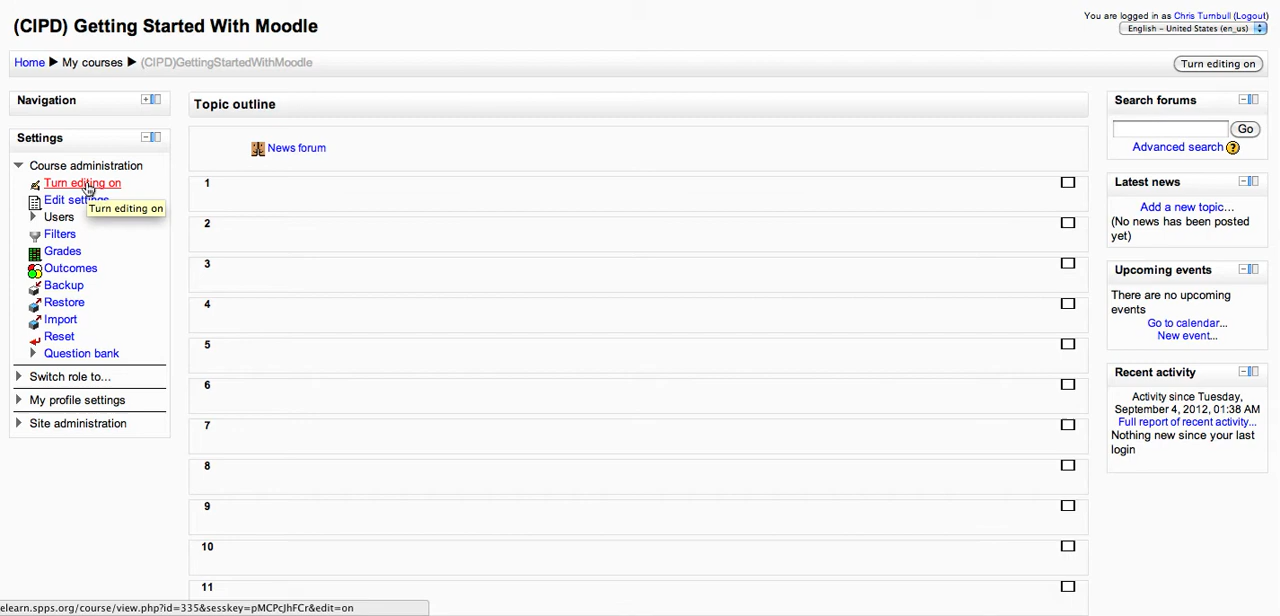 (CIPD) Getting Started With Moodle
You are logged in as Chris Turnbull (Logout)
English - United States (en_us)
Home ► My courses ► (CIPD)GettingStartedWithMoodle
Turn editing on
Navigation
Settings
Course administration
Turn editing on
Edit settings
Turn editing on
Users
Filters
Grades
Outcomes
Backup
Restore
Import
Reset
Question bank
Switch role to...
My profile settings
Site administration
Topic outline
News forum
1
2
3
4
5
6
7
8
9
10
11
Search forums
Go
Advanced search ?
Latest news
Add a new topic...
(No news has been posted
yet)
Upcoming events
There are no upcoming
events
Go to calendar...
New event...
Recent activity
Activity since Tuesday,
September 4, 2012, 01:38 AM
Full report of recent activity...
Nothing new since your last
login
elearn.spps.org/course/view.php?id=335&sesskey=pMCPcJhFCr&edit=on